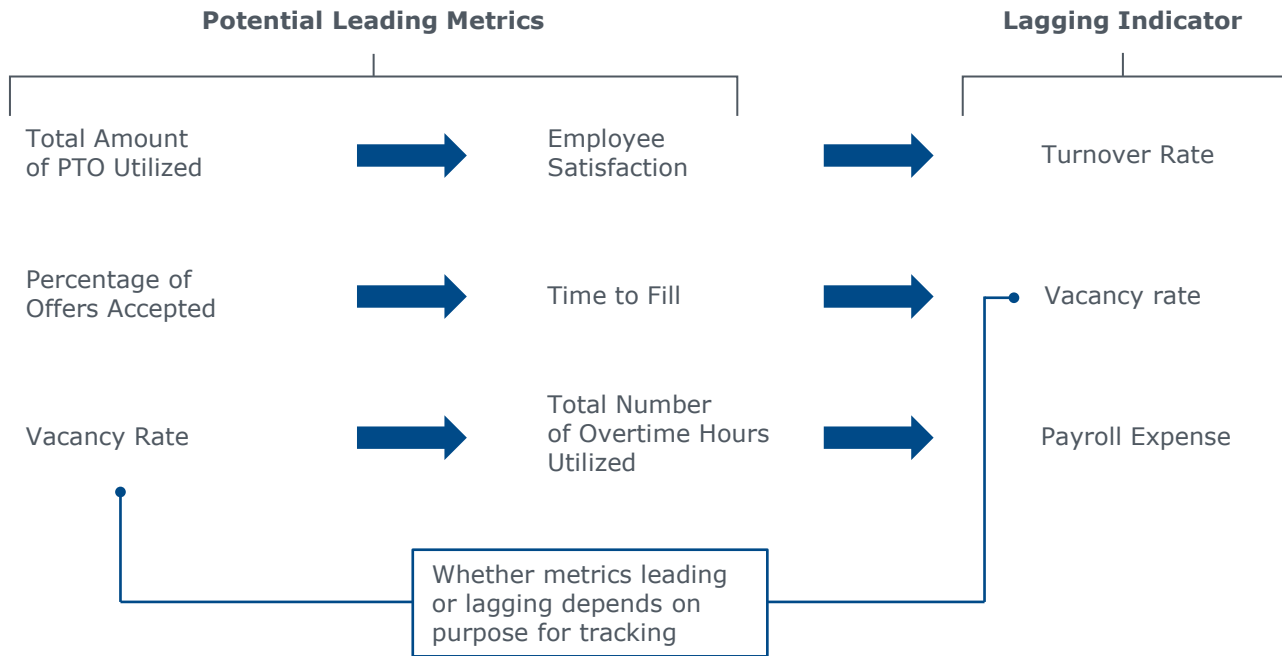 Potential Leading Metrics
Lagging Indicator
Total Amount
of PTO Utilized
Employee
Satisfaction
Turnover Rate
Percentage of
Offers Accepted
Time to Fill
Vacancy rate
Vacancy Rate
Total Number
of Overtime Hours
Utilized
Payroll Expense
Whether metrics leading
or lagging depends on
purpose for tracking